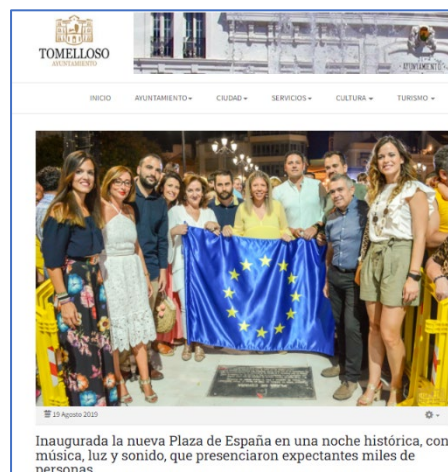 TOMELLOSO
AYUNTAMIENTO
AYUNTAMIENTO
INICIO AYUNTAMIENTO CIUDAD SERVICIOS CULTURA TURISMO
19 Agosto 2019
Inaugurada la nueva Plaza de España en una noche histórica, con
música, luz y sonido, que presenciaron expectantes miles de
personas